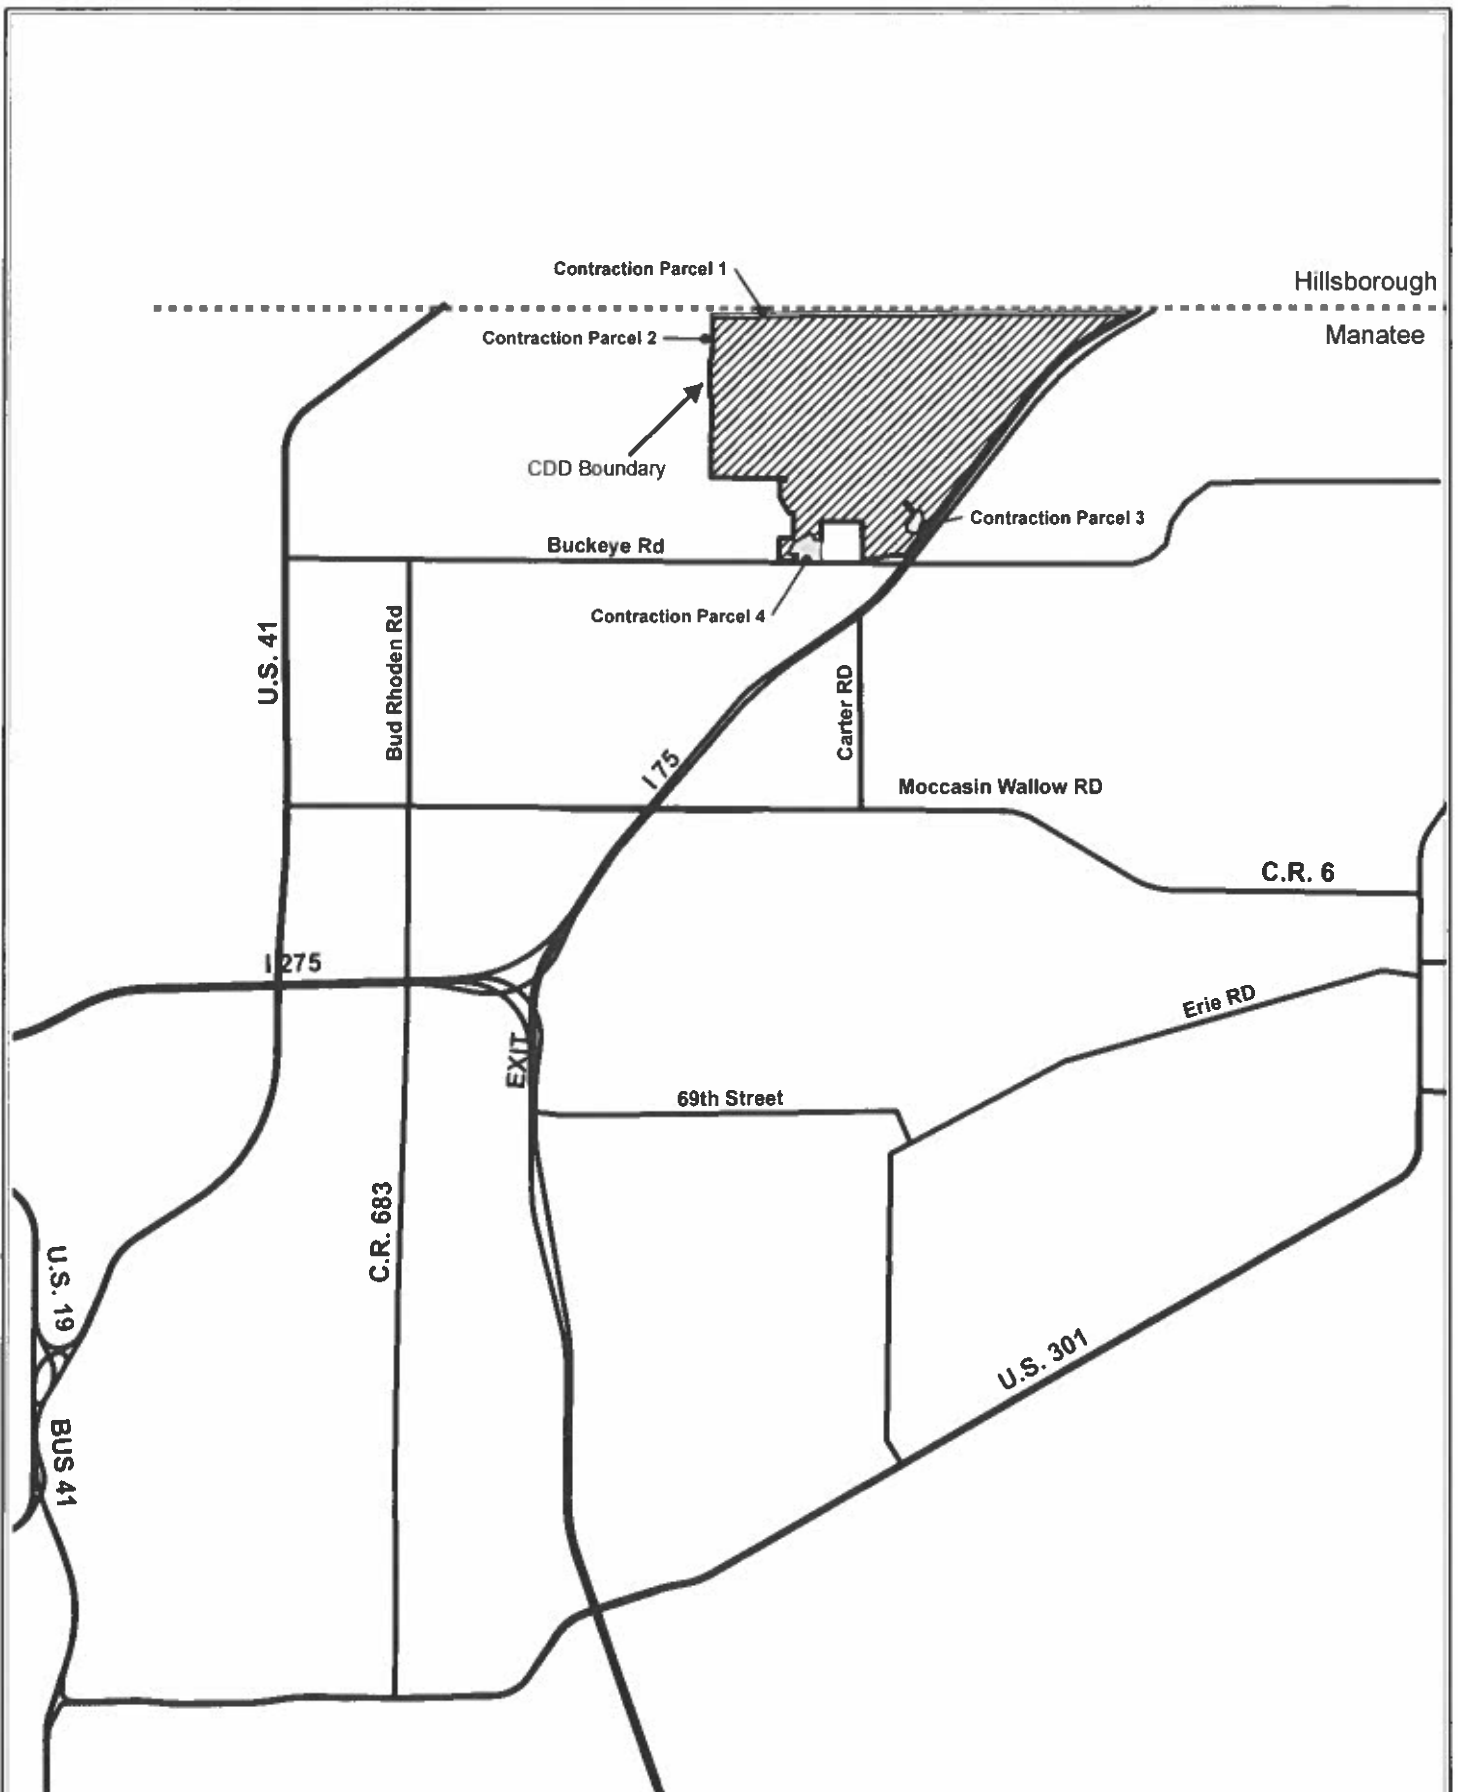 Contraction Parcel 1
Hillsborough
Contraction Parcel 2
Manatee
CDD Boundary
Contraction Parcel 3
Buckeye Rd
Contraction Parcel 4
U.S. 41
Bud Rhoden Rd
Carter RD
I 75
Moccasin Wallow RD
C.R. 6
I 275
Erie RD
EXIT
69th Street
C.R. 683
U.S. 19
U.S. 301
BUS 41